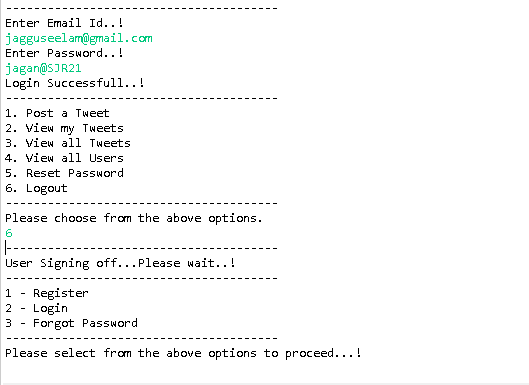 ---------------------------------------
Enter Email Id..!
jagguseelam@gmail.com
Enter Password..!
jagan@SJR21
Login Successfull..!
---------------------------------------
1. Post a Tweet
2. View my Tweets
3. View all Tweets
4. View all Users
5. Reset Password
6. Logout
---------------------------------------
Please choose from the above options.
6
---------------------------------------
User Signing off...Please wait..!
---------------------------------------
1 - Register
2 - Login
3 - Forgot Password
---------------------------------------
Please select from the above options to proceed...!